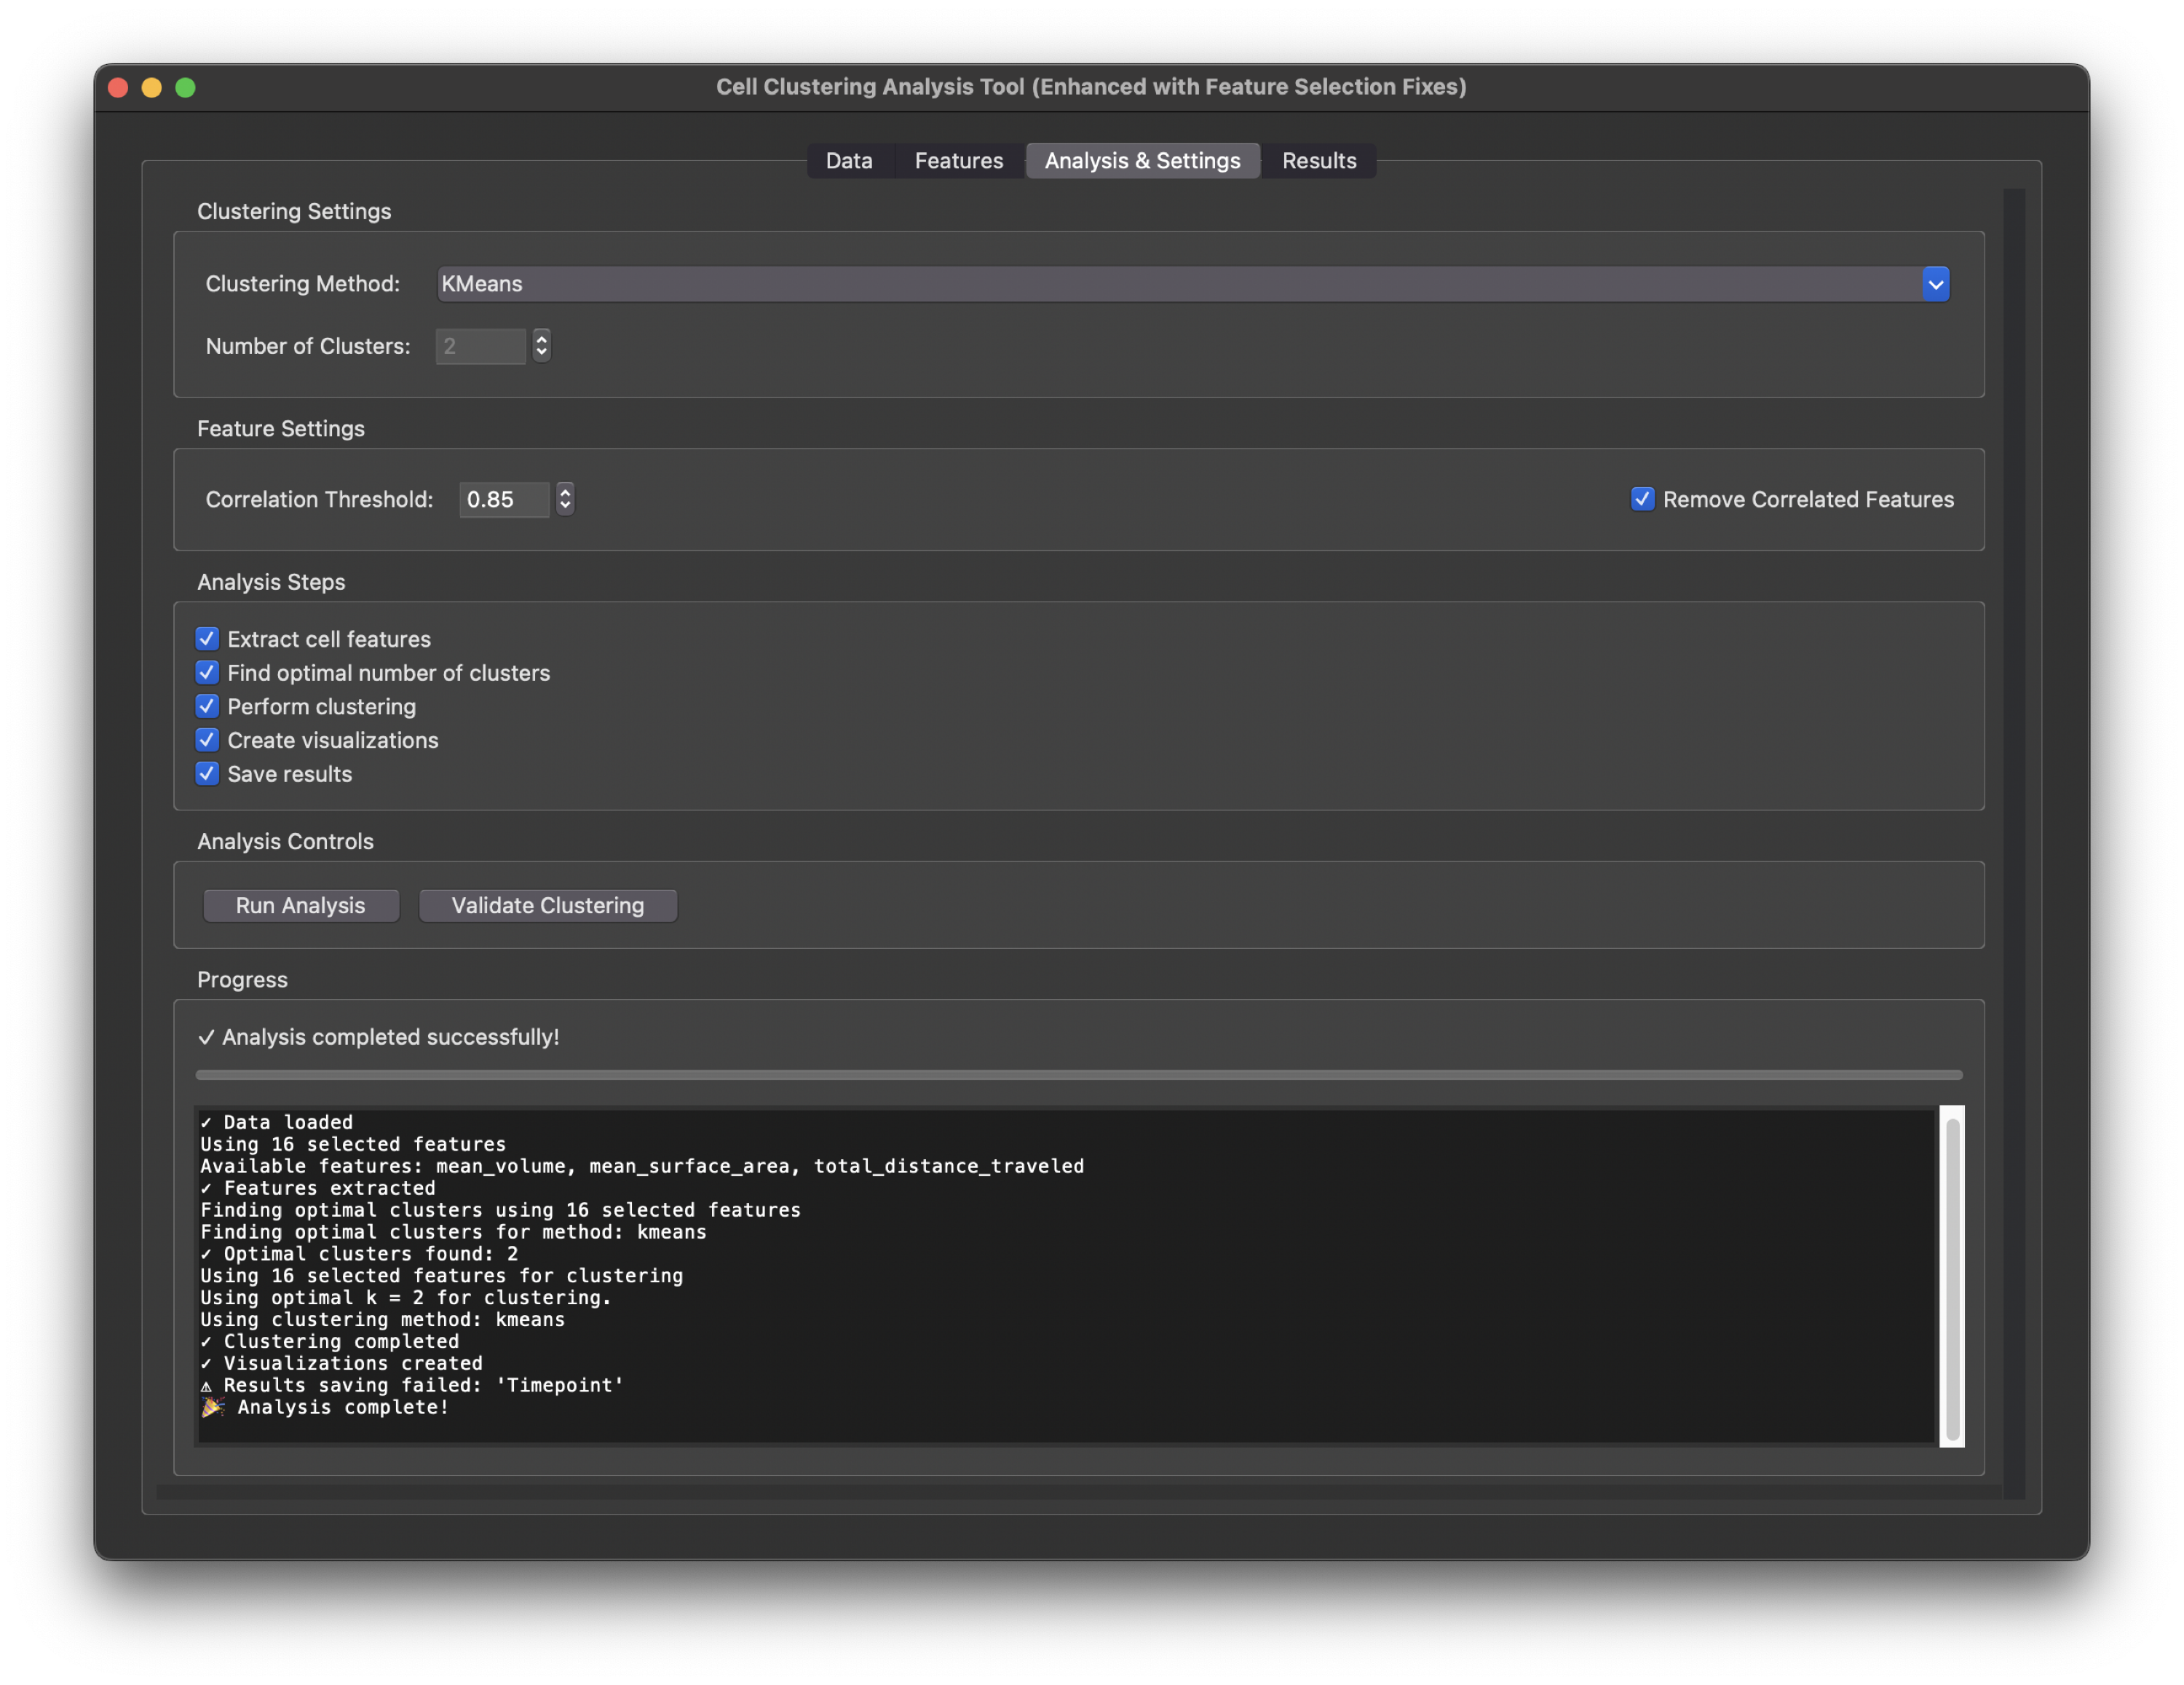 Cell Clustering Analysis Tool (Enhanced with Feature Selection Fixes)
Data Features Analysis & Settings Results
Clustering Settings
Clustering Method: KMeans
Number of Clusters: 2
Feature Settings
Correlation Threshold: 0.85 Remove Correlated Features
Analysis Steps
Extract cell features
Find optimal number of clusters
Perform clustering
Create visualizations
Save results
Analysis Controls
Run Analysis Validate Clustering
Progress
✓ Analysis completed successfully!
✓ Data loaded
Using 16 selected features
Available features: mean_volume, mean_surface_area, total_distance_traveled
✓ Features extracted
Finding optimal clusters using 16 selected features
Finding optimal clusters for method: kmeans
✓ Optimal clusters found: 2
Using 16 selected features for clustering
Using optimal k = 2 for clustering.
Using clustering method: kmeans
✓ Clustering completed
✓ Visualizations created
⚠ Results saving failed: 'Timepoint'
🎉 Analysis complete!